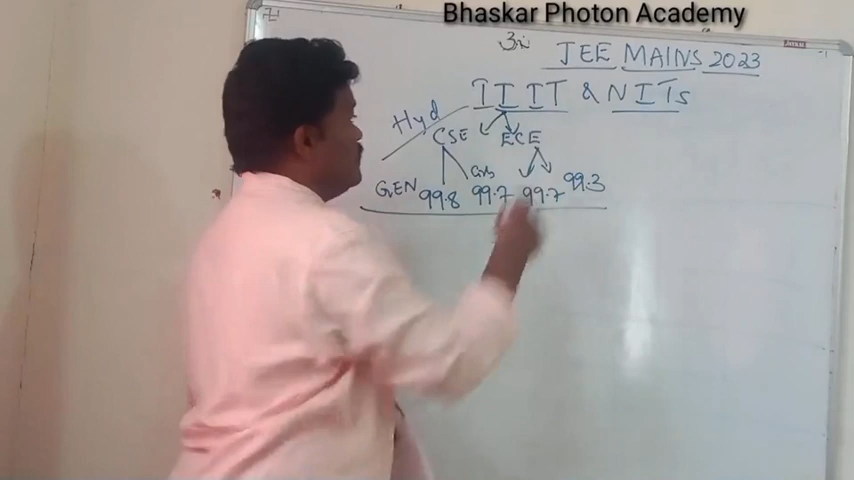 Bhaskar Photon Academy
JEE MAINS 2023
IIIT & NITs
Hyd
CSE ECE
Girls
GEN 99.8 99.7 99.7 99.3